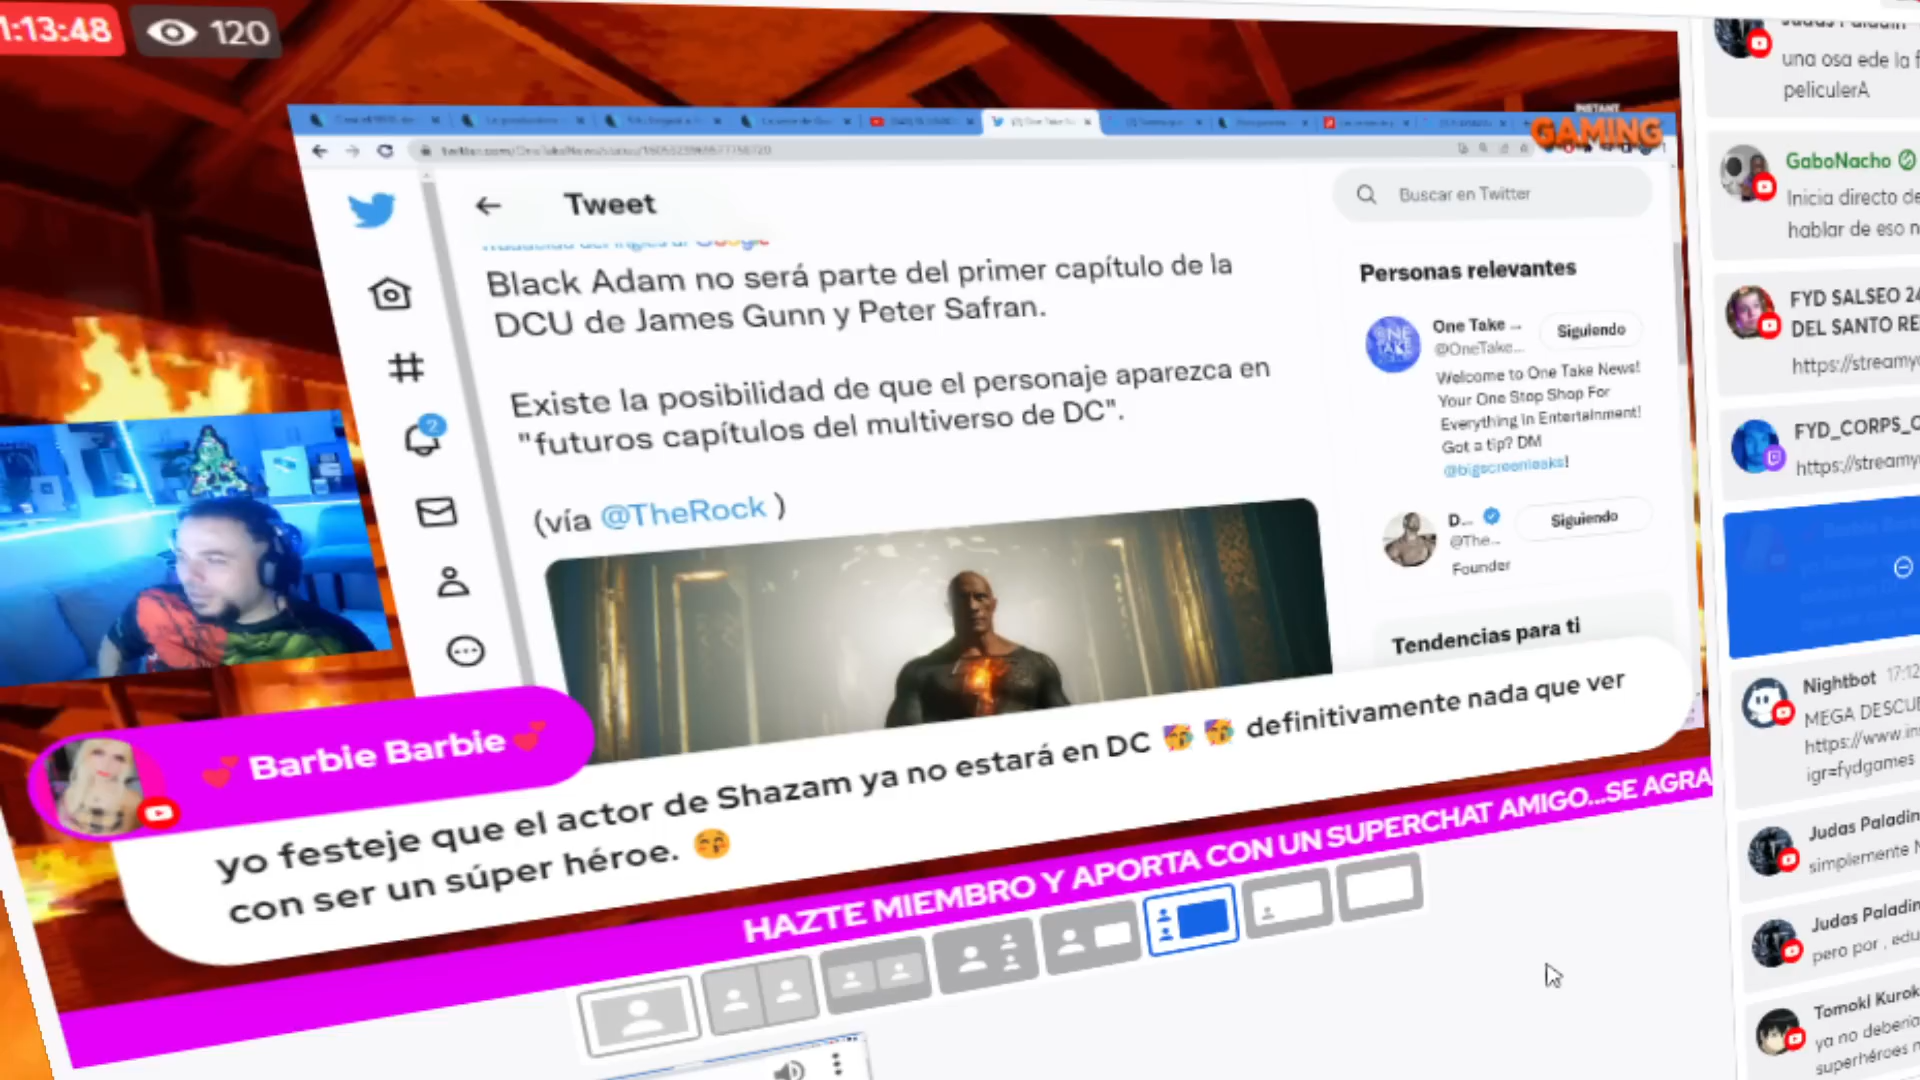 1:13:48
120
INSTANT
GAMING
Tweet
Buscar en Twitter
Black Adam no será parte del primer capítulo de la
DCU de James Gunn y Peter Safran.
Existe la posibilidad de que el personaje aparezca en
"futuros capítulos del multiverso de DC".
(vía @TheRock )
2
Personas relevantes
One Take ...
Siguiendo
@OneTake...
Welcome to One Take News!
Your One Stop Shop For
Everything in Entertainment!
Got a tip? DM
@bigscreenleaks!
D...
Siguiendo
@The...
Founder
Tendencias para ti
Barbie Barbie
yo festeje que el actor de Shazam ya no estará en DC 🥳 🥳 definitivamente nada que ver
con ser un súper héroe. 😚
HAZTE MIEMBRO Y APORTA CON UN SUPERCHAT AMIGO...SE AGRA
Judas Paladin
una osa ede la f
peliculerA
GaboNacho
Inicia directo de
hablar de eso n
FYD SALSEO 24
DEL SANTO RE
https://streamy
FYD_CORPS_C
https://streamy
Nightbot 17:12
MEGA DESCU
https://www.in
igr=fydgames
Judas Paladin
simplemente
Judas Paladin
pero por , edu
Tomoki Kurok
ya no deberia
superhéroes n